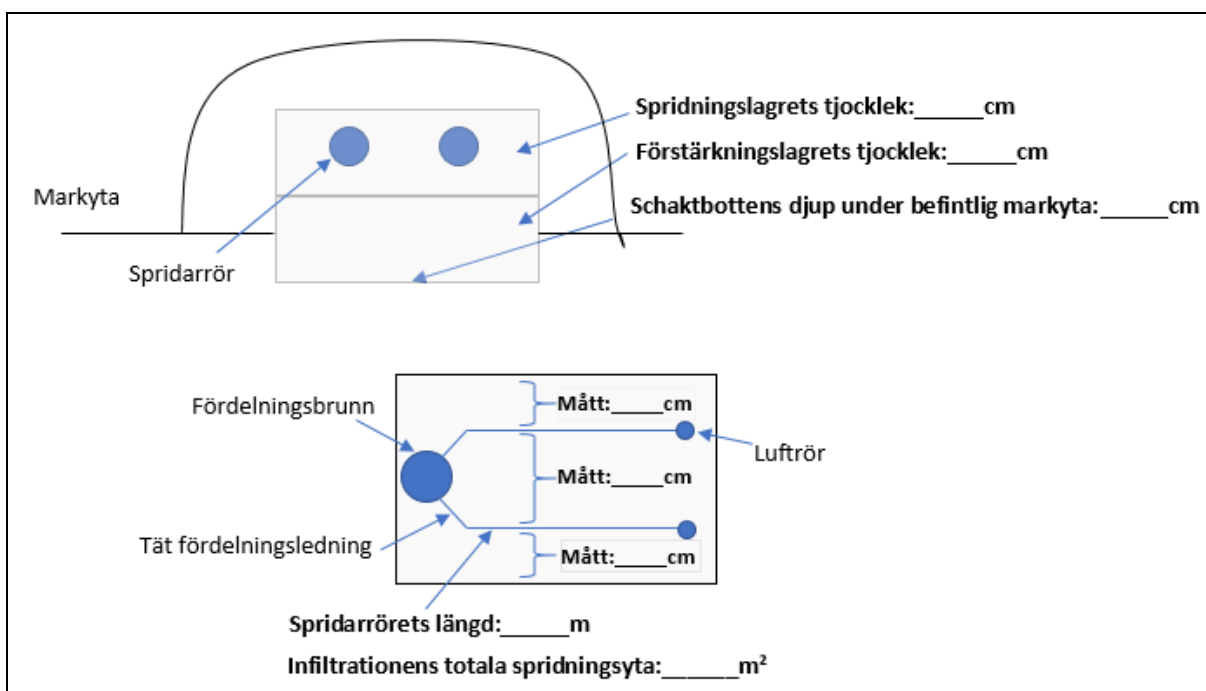 Spridningslagrets tjocklek:______cm
Förstärkningslagrets tjocklek:______cm
Markyta
Schaktbottens djup under befintlig markyta:______cm
Spridarrör
Mått:_____cm
Fördelningsbrunn
Luftrör
Mått:_____cm
Tät fördelningsledning
Mått:_____cm
Spridarrörets längd:______m
Infiltrationens totala spridningsyta:_______m²